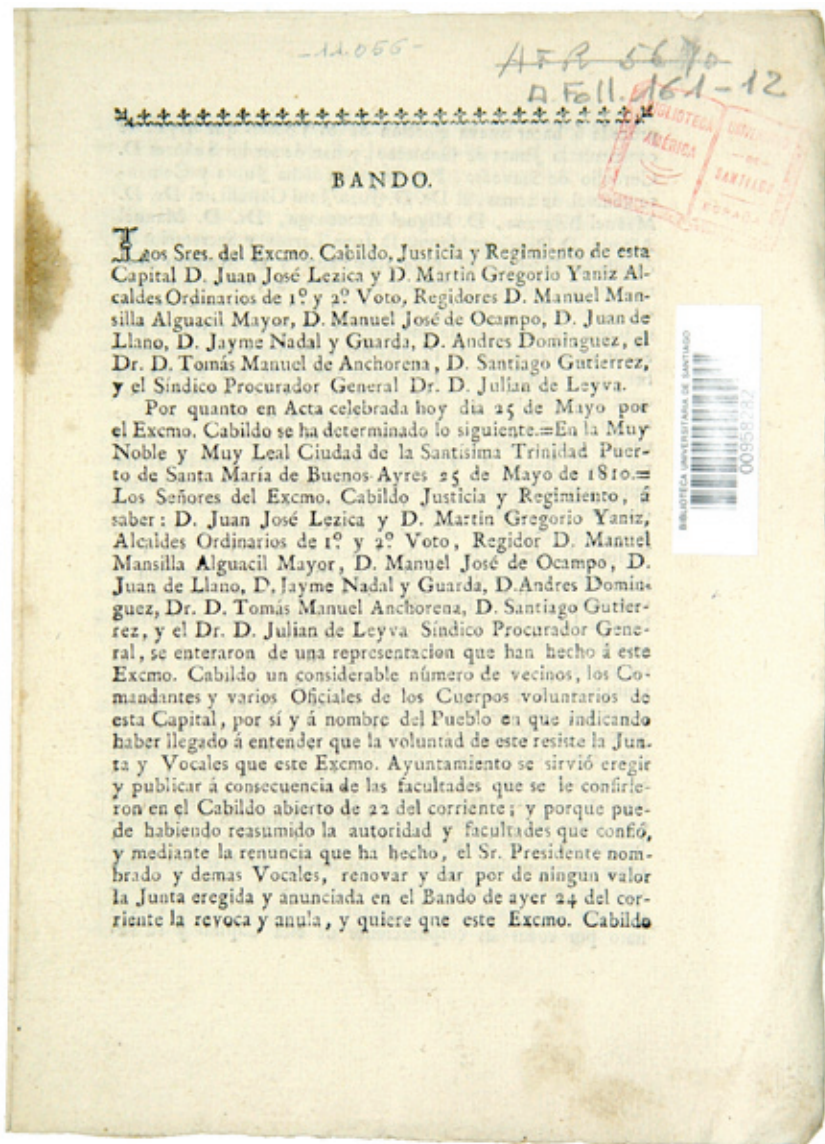 -11.056-
AFR 56
A Foll. 161-12
BIBLIOTECA
AMÉRICA
DE
SANTIAGO
ESPAÑA
BANDO.
Los Sres. del Excmo. Cabildo, Justicia y Regimiento de esta
Capital D. Juan José Lezica y D. Martin Gregorio Yaniz Al-
caldes Ordinarios de 1º y 2º Voto, Regidores D. Manuel Man-
silla Alguacil Mayor, D. Manuel José de Ocampo, D. Juan de
Llano, D. Jayme Nadal y Guarda, D. Andres Dominguez, el
Dr. D. Tomás Manuel de Anchorena, D. Santiago Gutierrez,
y el Síndico Procurador General Dr. D. Julian de Leyva.
Por quanto en Acta celebrada hoy dia 25 de Mayo por
el Excmo. Cabildo se ha determinado lo siguiente.=En la Muy
Noble y Muy Leal Ciudad de la Santísima Trinidad Puer-
to de Santa María de Buenos-Ayres 25 de Mayo de 1810.=
Los Señores del Excmo. Cabildo Justicia y Regimiento, á
saber: D. Juan José Lezica y D. Martin Gregorio Yaniz,
Alcaldes Ordinarios de 1º y 2º Voto, Regidor D. Manuel
Mansilla Alguacil Mayor, D. Manuel José de Ocampo, D.
Juan de Llano, D. Jayme Nadal y Guarda, D. Andres Domin-
guez, Dr. D. Tomás Manuel Anchorena, D. Santiago Gutier-
rez, y el Dr. D. Julian de Leyva Síndico Procurador Gene-
ral, se enteraron de una representacion que han hecho á este
Excmo. Cabildo un considerable número de vecinos, los Co-
mandantes y varios Oficiales de los Cuerpos voluntarios de
esta Capital, por sí y á nombre del Pueblo en que indicando
haber llegado á entender que la voluntad de este resiste la Jun-
ta y Vocales que este Excmo. Ayuntamiento se sirvió eregir
y publicar á consecuencia de las facultades que se le confirie-
ron en el Cabildo abierto de 22 del corriente; y porque pue-
de habiendo reasumido la autoridad y facultades que confió,
y mediante la renuncia que ha hecho, el Sr. Presidente nom-
brado y demas Vocales, renovar y dar por de ningun valor
la Junta eregida y anunciada en el Bando de ayer 24 del cor-
riente la revoca y anula, y quiere que este Excmo. Cabildo
BIBLIOTECA UNIVERSITARIA DE SANTIAGO
00958282